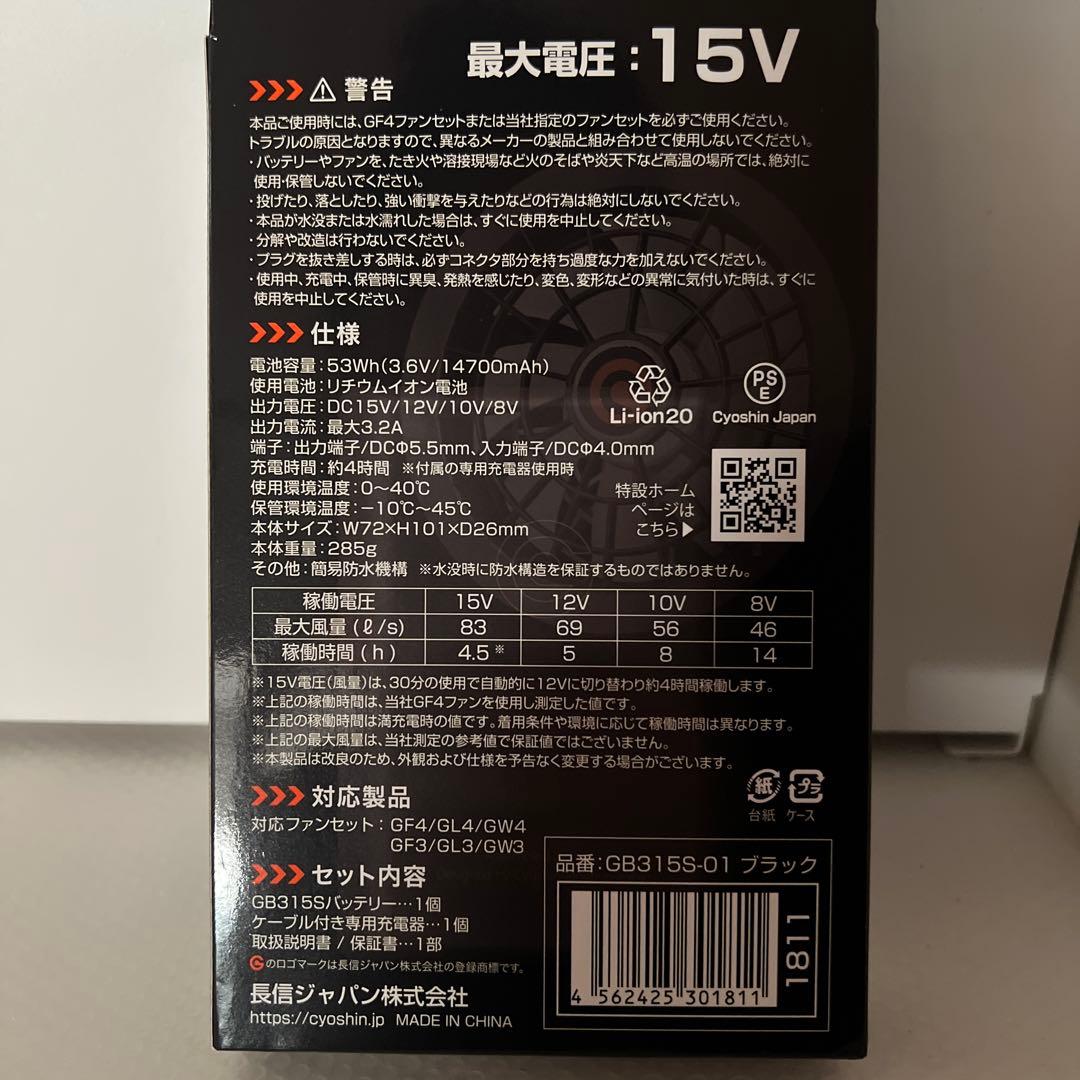 最大電圧：15V
警告
本品ご使用時には、GF4ファンセットまたは当社指定のファンセットを必ずご使用ください。
トラブルの原因となりますので、異なるメーカーの製品と組み合わせて使用しないでください。
・バッテリーやファンを、たき火や溶接現場など火のそばや炎天下など高温の場所では、絶対に
使用・保管しないでください。
・投げたり、落としたり、強い衝撃を与えたりなどの行為は絶対にしないでください。
・本品が水没または水濡れした場合は、すぐに使用を中止してください。
・分解や改造は行わないでください。
・プラグを抜き差しする時は、必ずコネクタ部分を持ち過度な力を加えないでください。
・使用中、充電中、保管時に異臭、発熱を感じたり、変色、変形などの異常に気付いた時は、すぐに
使用を中止してください。
仕様
電池容量：53Wh(3.6V/14700mAh)
使用電池：リチウムイオン電池
出力電圧：DC15V/12V/10V/8V
出力電流：最大3.2A
端子：出力端子/DCΦ5.5mm、入力端子/DCΦ4.0mm
充電時間：約4時間 ※付属の専用充電器使用時
使用環境温度：0～40℃
保管環境温度：－10℃～45℃
本体サイズ：W72×H101×D26mm
本体重量：285g
その他：簡易防水機構 ※水没時に防水構造を保証するものではありません。
Li-ion20
PSE
Cyoshin Japan
特設ホーム
ページは
こちら▶
稼働電圧 15V 12V 10V 8V
最大風量(ℓ/s) 83 69 56 46
稼働時間(h) 4.5※ 5 8 14
※15V電圧(風量)は、30分の使用で自動的に12Vに切り替わり約4時間稼働します。
※上記の稼働時間は、当社GF4ファンを使用し測定した値です。
※上記の稼働時間は満充電時の値です。着用条件や環境に応じて稼働時間は異なります。
※上記の最大風量は、当社測定の参考値で保証値ではございません。
※本製品は改良のため、外観および仕様を予告なく変更する場合がございます。
紙 プラ
台紙 ケース
対応製品
対応ファンセット：GF4/GL4/GW4
GF3/GL3/GW3
セット内容
GB315Sバッテリー…1個
ケーブル付き専用充電器…1個
取扱説明書 / 保証書…1部
のロゴマークは長信ジャパン株式会社の登録商標です。
長信ジャパン株式会社
https://cyoshin.jp MADE IN CHINA
品番：GB315S-01 ブラック
1811
4 562425 301811